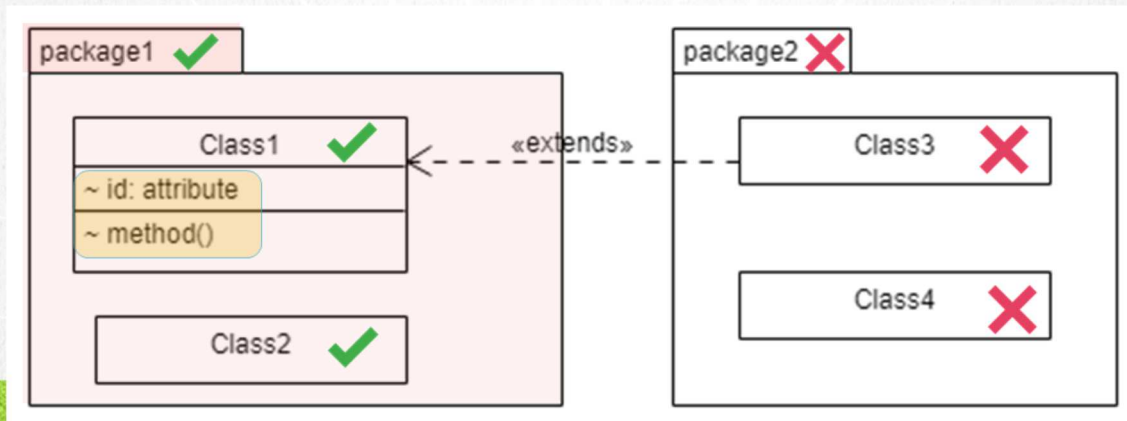 package1
Class1
~ id: attribute
~ method()
Class2
«extends»
package2
Class3
Class4